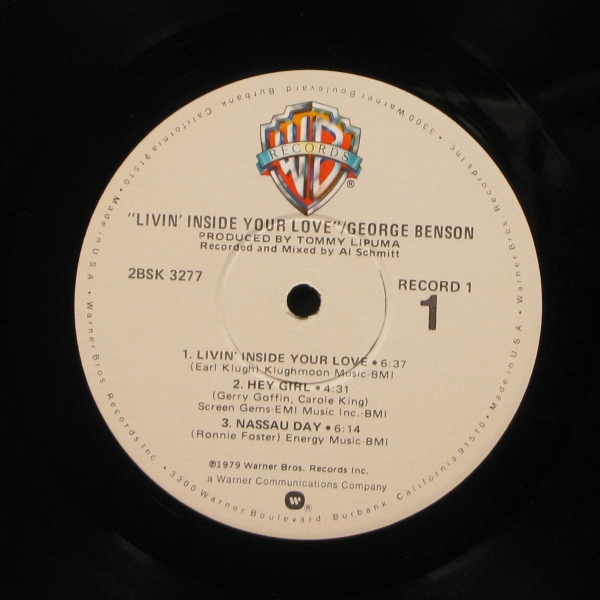 WB
RECORDS
®
"LIVIN' INSIDE YOUR LOVE"/GEORGE BENSON
PRODUCED BY TOMMY LIPUMA
Recorded and Mixed by Al Schmitt
2BSK 3277
RECORD 1
1
1. LIVIN' INSIDE YOUR LOVE • 6:37
(Earl Klugh) Klughmoon Music-BMI
2. HEY GIRL • 4:31
(Gerry Goffin, Carole King)
Screen Gems-EMI Music Inc.-BMI
3. NASSAU DAY • 6:14
(Ronnie Foster) Energy Music-BMI
℗1979 Warner Bros. Records Inc.
a Warner Communications Company
W®
Made in U.S.A. • Warner Bros. Records Inc. • 3300 Warner Boulevard, Burbank, California 91510 • Made in U.S.A. • Warner Bros. Records Inc. • 3300 Warner Boulevard, Burbank, California 91510 •